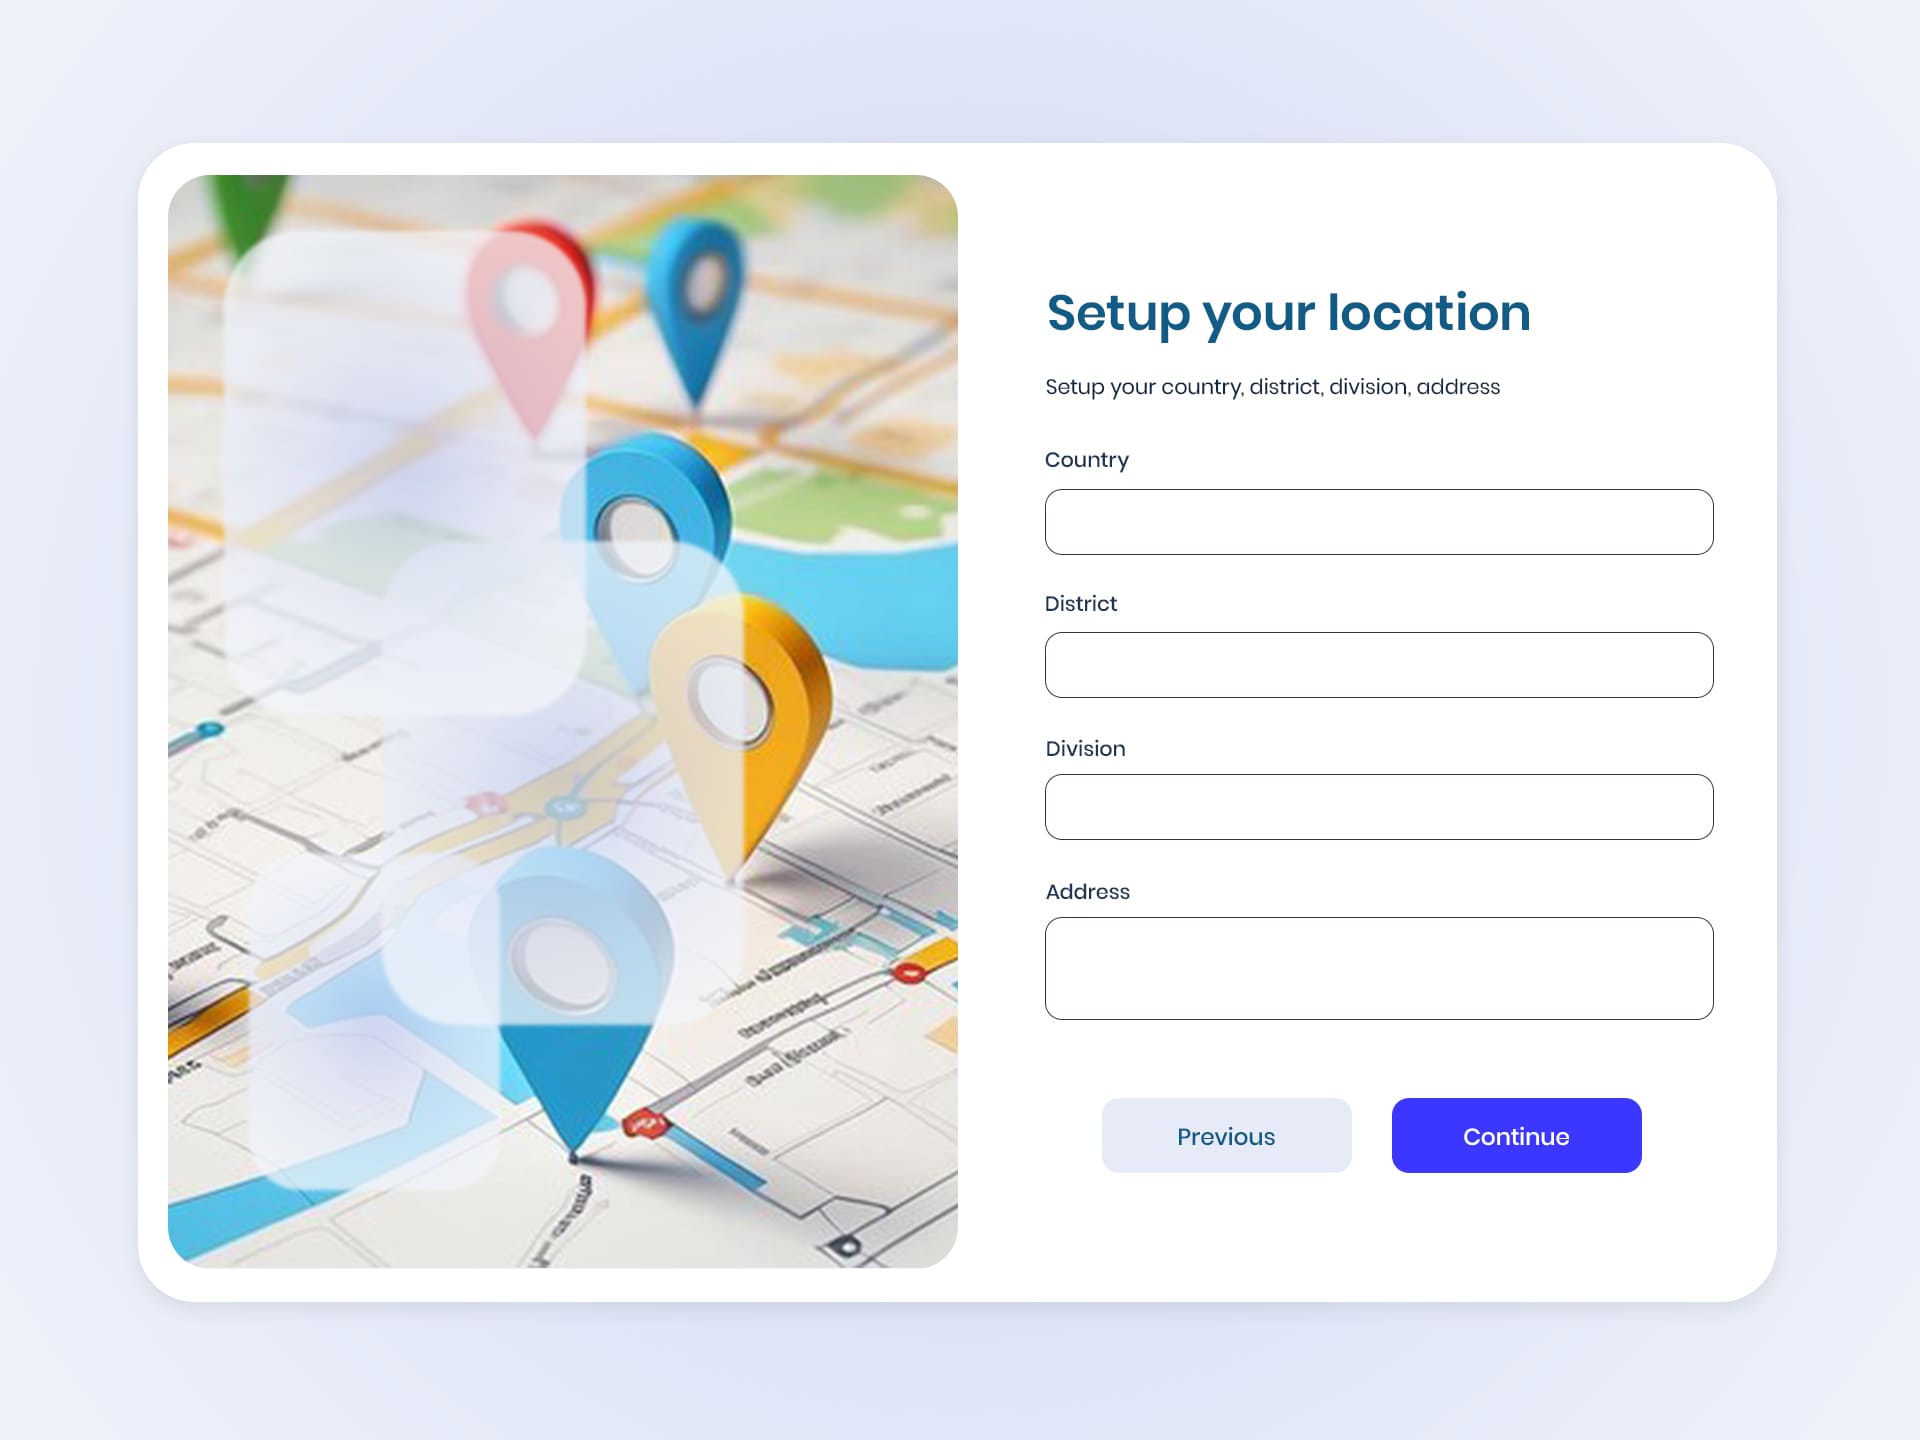 Setup your location
Setup your country, district, division, address
Country
District
Division
Address
Previous
Continue